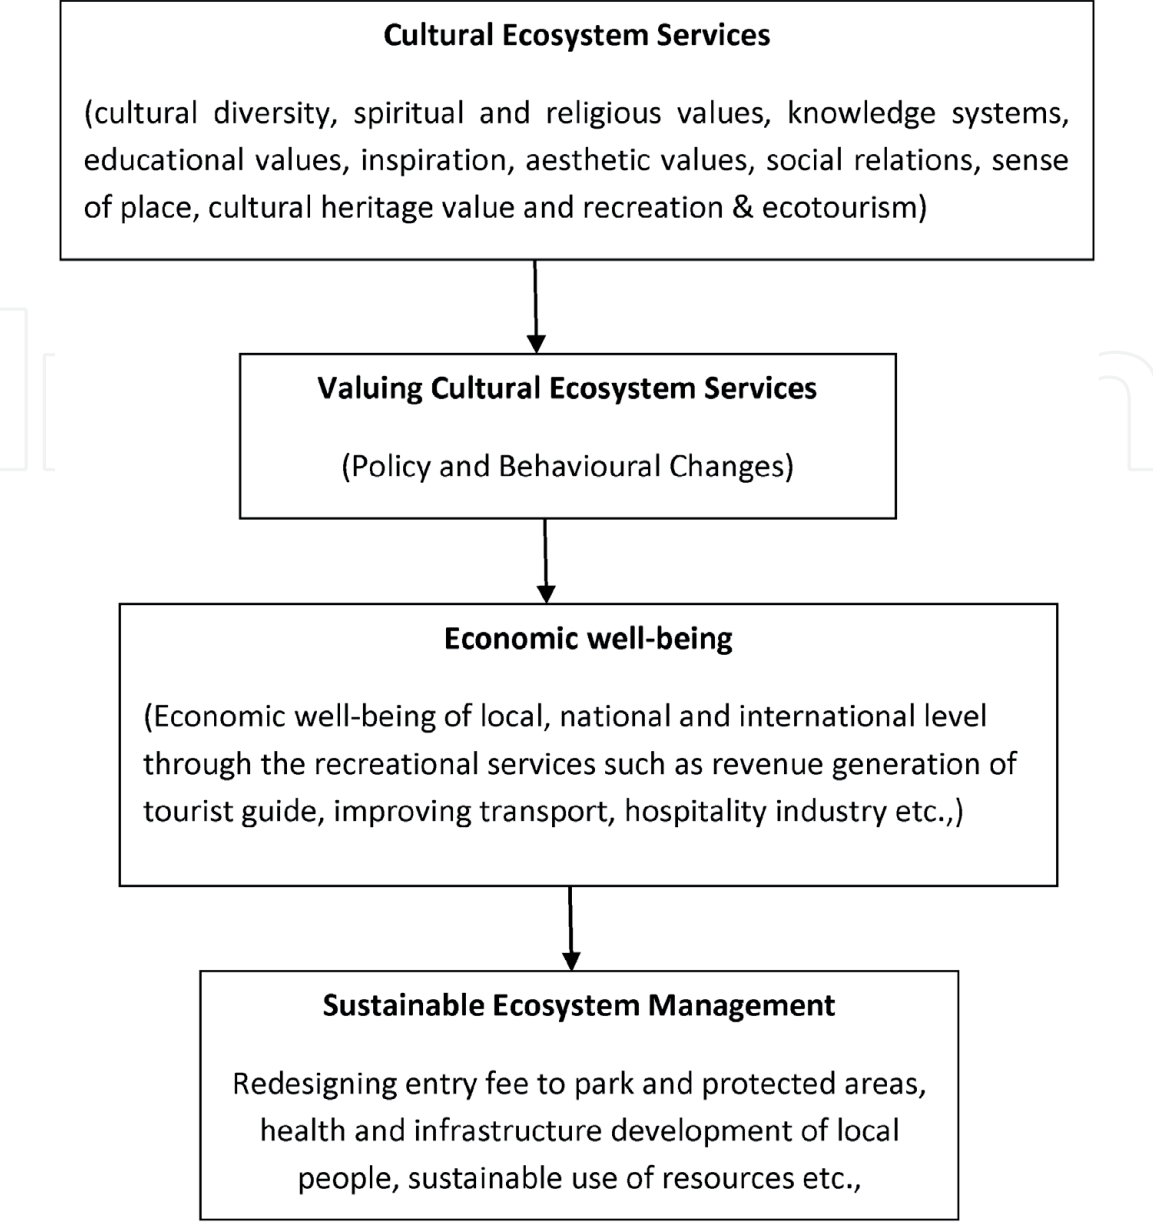 Cultural Ecosystem Services
(cultural diversity, spiritual and religious values, knowledge systems,
educational values, inspiration, aesthetic values, social relations, sense
of place, cultural heritage value and recreation & ecotourism)
Valuing Cultural Ecosystem Services
(Policy and Behavioural Changes)
Economic well-being
(Economic well-being of local, national and international level
through the recreational services such as revenue generation of
tourist guide, improving transport, hospitality industry etc.,)
Sustainable Ecosystem Management
Redesigning entry fee to park and protected areas,
health and infrastructure development of local
people, sustainable use of resources etc.,